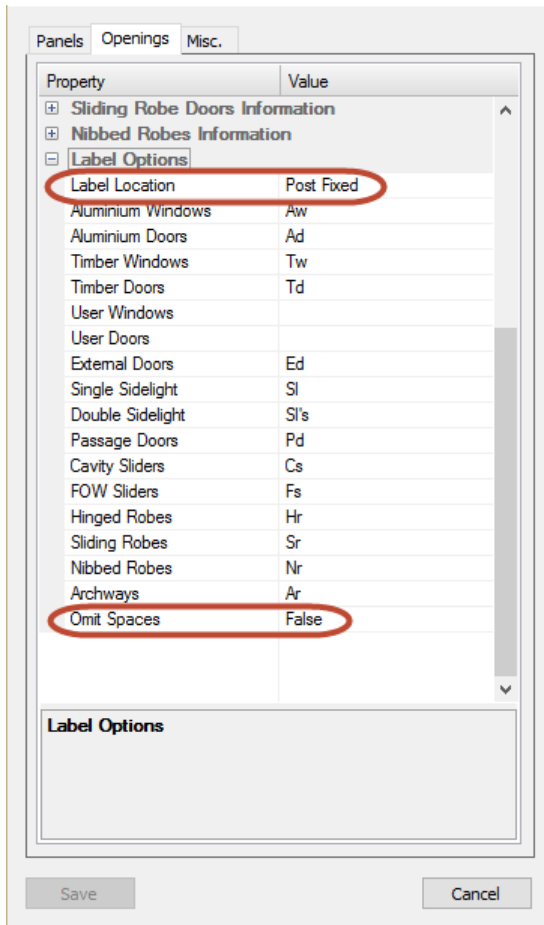 Panels Openings Misc.
Property Value
Sliding Robe Doors Information
Nibbed Robes Information
Label Options
Label Location Post Fixed
Aluminium Windows Aw
Aluminium Doors Ad
Timber Windows Tw
Timber Doors Td
User Windows
User Doors
External Doors Ed
Single Sidelight Sl
Double Sidelight Sl's
Passage Doors Pd
Cavity Sliders Cs
FOW Sliders Fs
Hinged Robes Hr
Sliding Robes Sr
Nibbed Robes Nr
Archways Ar
Omit Spaces False
Label Options
Save Cancel